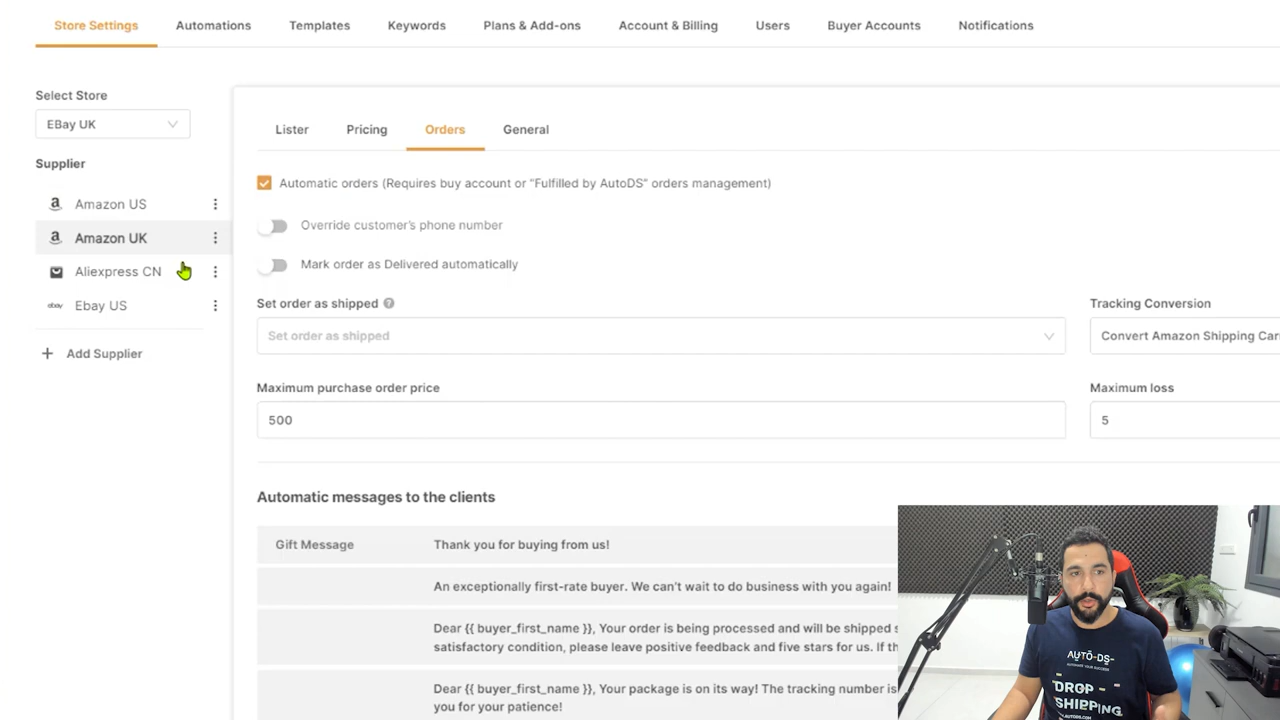 Store Settings
Automations
Templates
Keywords
Plans & Add-ons
Account & Billing
Users
Buyer Accounts
Notifications
Select Store
EBay UK
Supplier
a Amazon US
a Amazon UK
Aliexpress CN
ebay Ebay US
+ Add Supplier
Lister
Pricing
Orders
General
Automatic orders (Requires buy account or “Fulfilled by AutoDS” orders management)
Override customer's phone number
Mark order as Delivered automatically
Set order as shipped ?
Set order as shipped
Tracking Conversion
Convert Amazon Shipping Car
Maximum purchase order price
500
Maximum loss
5
Automatic messages to the clients
Gift Message
Thank you for buying from us!
An exceptionally first-rate buyer. We can't wait to do business with you again!
Dear {{ buyer_first_name }}, Your order is being processed and will be shipped
satisfactory condition, please leave positive feedback and five stars for us. If
Dear {{ buyer_first_name }}, Your package is on its way! The tracking number is
you for your patience!
AUTO-DS
DROP
SHIPPING